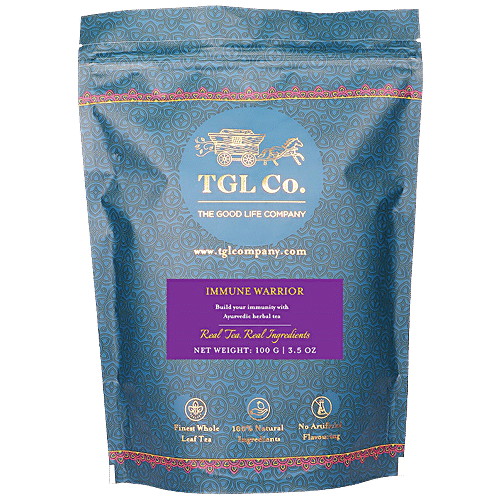 TGL Co.
THE GOOD LIFE COMPANY
www.tglcompany.com
IMMUNE WARRIOR
Build your immunity with
Ayurvedic herbal tea
Real Tea. Real Ingredients
NET WEIGHT: 100 G | 3.5 OZ
Finest Whole
Leaf Tea
100% Natural
Ingredients
No Artificial
Flavouring